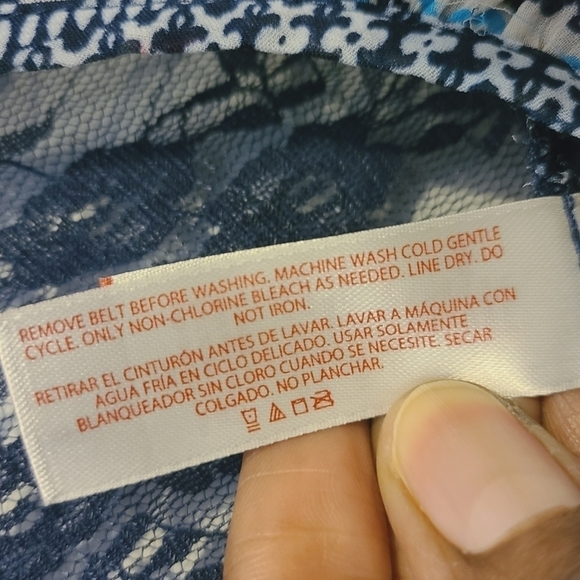 REMOVE BELT BEFORE WASHING. MACHINE WASH COLD GENTLE
CYCLE. ONLY NON-CHLORINE BLEACH AS NEEDED. LINE DRY. DO
NOT IRON.
RETIRAR EL CINTURÓN ANTES DE LAVAR. LAVAR A MÁQUINA CON
AGUA FRÍA EN CICLO DELICADO. USAR SOLAMENTE
BLANQUEADOR SIN CLORO CUANDO SE NECESITE. SECAR
COLGADO. NO PLANCHAR.